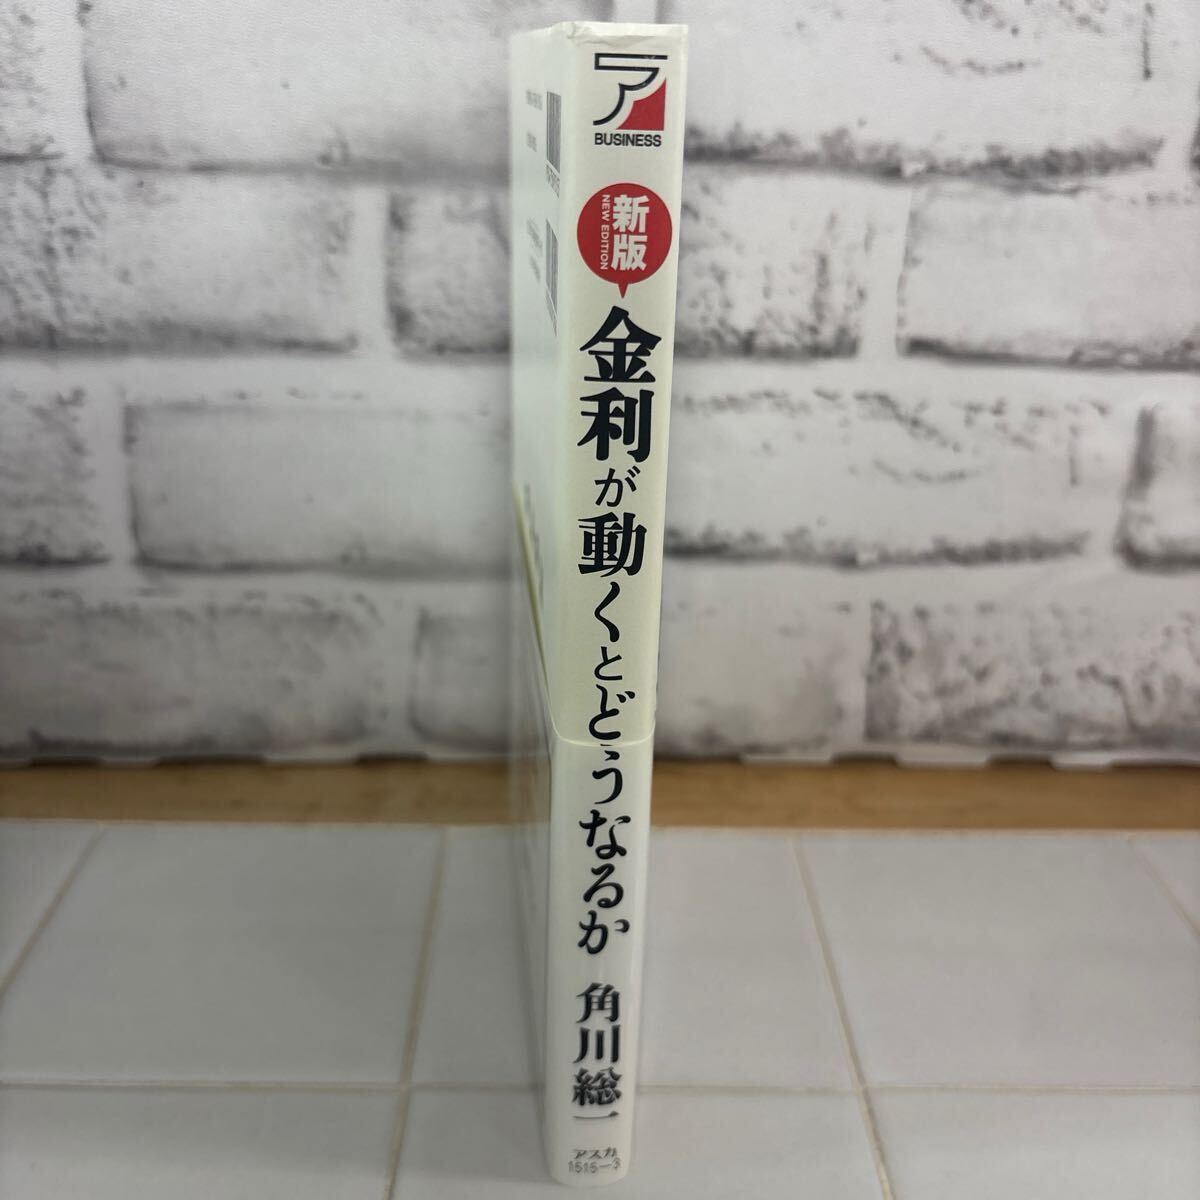 ア
BUSINESS
新版
NEW EDITION
金利が動くとどうなるか
角川総一
アスカ
1515-3